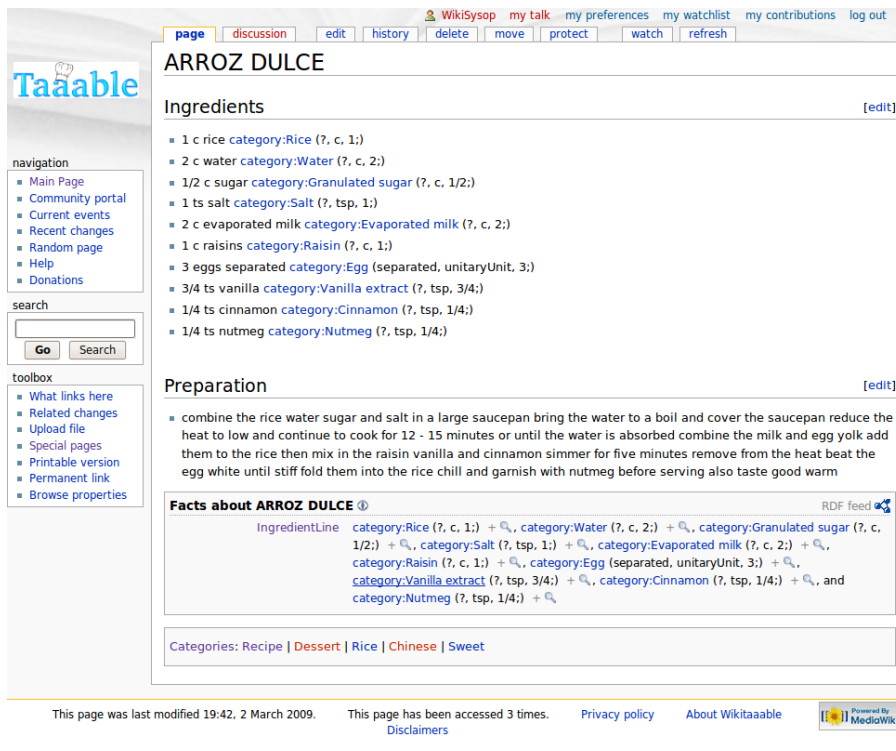 WikiSysop my talk my preferences my watchlist my contributions log out
page discussion edit history delete move protect watch refresh
Taaable
ARROZ DULCE
Ingredients [edit]
1 c rice category:Rice (?, c, 1;)
2 c water category:Water (?, c, 2;)
1/2 c sugar category:Granulated sugar (?, c, 1/2;)
1 ts salt category:Salt (?, tsp, 1;)
2 c evaporated milk category:Evaporated milk (?, c, 2;)
1 c raisins category:Raisin (?, c, 1;)
3 eggs separated category:Egg (separated, unitaryUnit, 3;)
3/4 ts vanilla category:Vanilla extract (?, tsp, 3/4;)
1/4 ts cinnamon category:Cinnamon (?, tsp, 1/4;)
1/4 ts nutmeg category:Nutmeg (?, tsp, 1/4;)
navigation
Main Page
Community portal
Current events
Recent changes
Random page
Help
Donations
search
Go Search
toolbox
What links here
Related changes
Upload file
Special pages
Printable version
Permanent link
Browse properties
Preparation [edit]
combine the rice water sugar and salt in a large saucepan bring the water to a boil and cover the saucepan reduce the
heat to low and continue to cook for 12 - 15 minutes or until the water is absorbed combine the milk and egg yolk add
them to the rice then mix in the raisin vanilla and cinnamon simmer for five minutes remove from the heat beat the
egg white until stiff fold them into the rice chill and garnish with nutmeg before serving also taste good warm
Facts about ARROZ DULCE RDF feed
IngredientLine category:Rice (?, c, 1;) + , category:Water (?, c, 2;) + , category:Granulated sugar (?, c,
1/2;) + , category:Salt (?, tsp, 1;) + , category:Evaporated milk (?, c, 2;) + ,
category:Raisin (?, c, 1;) + , category:Egg (separated, unitaryUnit, 3;) + ,
category:Vanilla extract (?, tsp, 3/4;) + , category:Cinnamon (?, tsp, 1/4;) + , and
category:Nutmeg (?, tsp, 1/4;) +
Categories: Recipe | Dessert | Rice | Chinese | Sweet
This page was last modified 19:42, 2 March 2009. This page has been accessed 3 times. Privacy policy About Wikitaaable
Disclaimers
Powered By
MediaWik